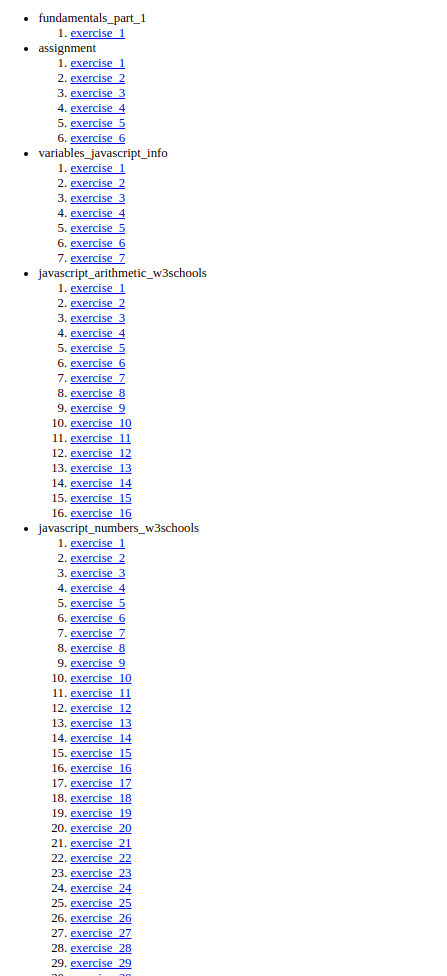 • fundamentals_part_1
1. exercise_1
• assignment
1. exercise_1
2. exercise_2
3. exercise_3
4. exercise_4
5. exercise_5
6. exercise_6
• variables_javascript_info
1. exercise_1
2. exercise_2
3. exercise_3
4. exercise_4
5. exercise_5
6. exercise_6
7. exercise_7
• javascript_arithmetic_w3schools
1. exercise_1
2. exercise_2
3. exercise_3
4. exercise_4
5. exercise_5
6. exercise_6
7. exercise_7
8. exercise_8
9. exercise_9
10. exercise_10
11. exercise_11
12. exercise_12
13. exercise_13
14. exercise_14
15. exercise_15
16. exercise_16
• javascript_numbers_w3schools
1. exercise_1
2. exercise_2
3. exercise_3
4. exercise_4
5. exercise_5
6. exercise_6
7. exercise_7
8. exercise_8
9. exercise_9
10. exercise_10
11. exercise_11
12. exercise_12
13. exercise_13
14. exercise_14
15. exercise_15
16. exercise_16
17. exercise_17
18. exercise_18
19. exercise_19
20. exercise_20
21. exercise_21
22. exercise_22
23. exercise_23
24. exercise_24
25. exercise_25
26. exercise_26
27. exercise_27
28. exercise_28
29. exercise_29